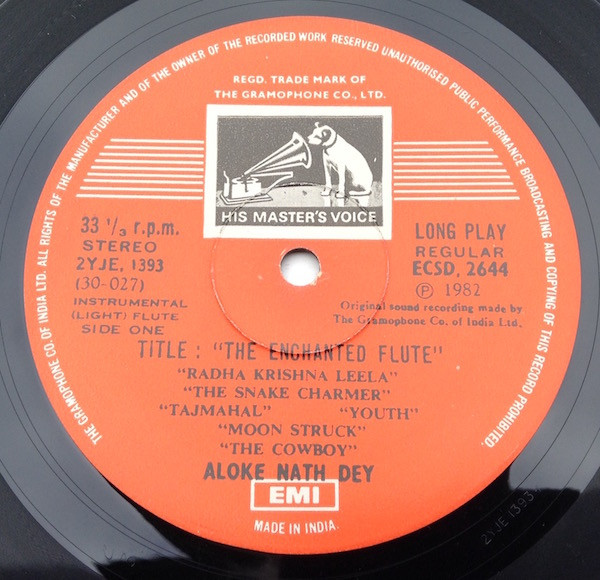 THE GRAMOPHONE CO. OF INDIA LTD. ALL RIGHTS OF THE MANUFACTURER AND OF THE OWNER OF THE RECORDED WORK RESERVED UNAUTHORISED PUBLIC PERFORMANCE BROADCASTING AND COPYING OF THIS RECORD PROHIBITED.
REGD. TRADE MARK OF
THE GRAMOPHONE CO., LTD.
HIS MASTER'S VOICE
33 1/3 r.p.m.
STEREO
2YJE, 1393
(30-027)
INSTRUMENTAL
(LIGHT) FLUTE
SIDE ONE
LONG PLAY
REGULAR
ECSD, 2644
Ⓟ 1982
Original sound recording made by
The Gramophone Co. of India Ltd.
TITLE : "THE ENCHANTED FLUTE"
"RADHA KRISHNA LEELA"
"THE SNAKE CHARMER"
"TAJMAHAL" "YOUTH"
"MOON STRUCK"
"THE COWBOY"
ALOKE NATH DEY
EMI
MADE IN INDIA.
2YJE 1393